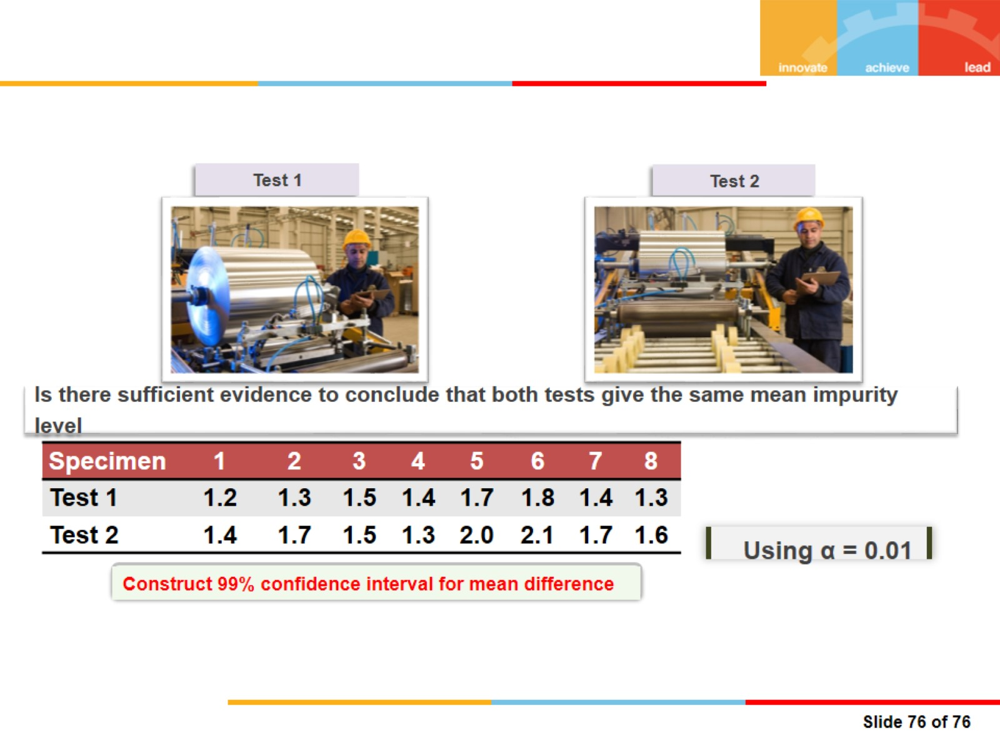 innovate achieve lead
Test 1 Test 2
Is there sufficient evidence to conclude that both tests give the same mean impurity
level
Specimen 1 2 3 4 5 6 7 8
Test 1 1.2 1.3 1.5 1.4 1.7 1.8 1.4 1.3
Test 2 1.4 1.7 1.5 1.3 2.0 2.1 1.7 1.6
Using α = 0.01
Construct 99% confidence interval for mean difference
Slide 76 of 76